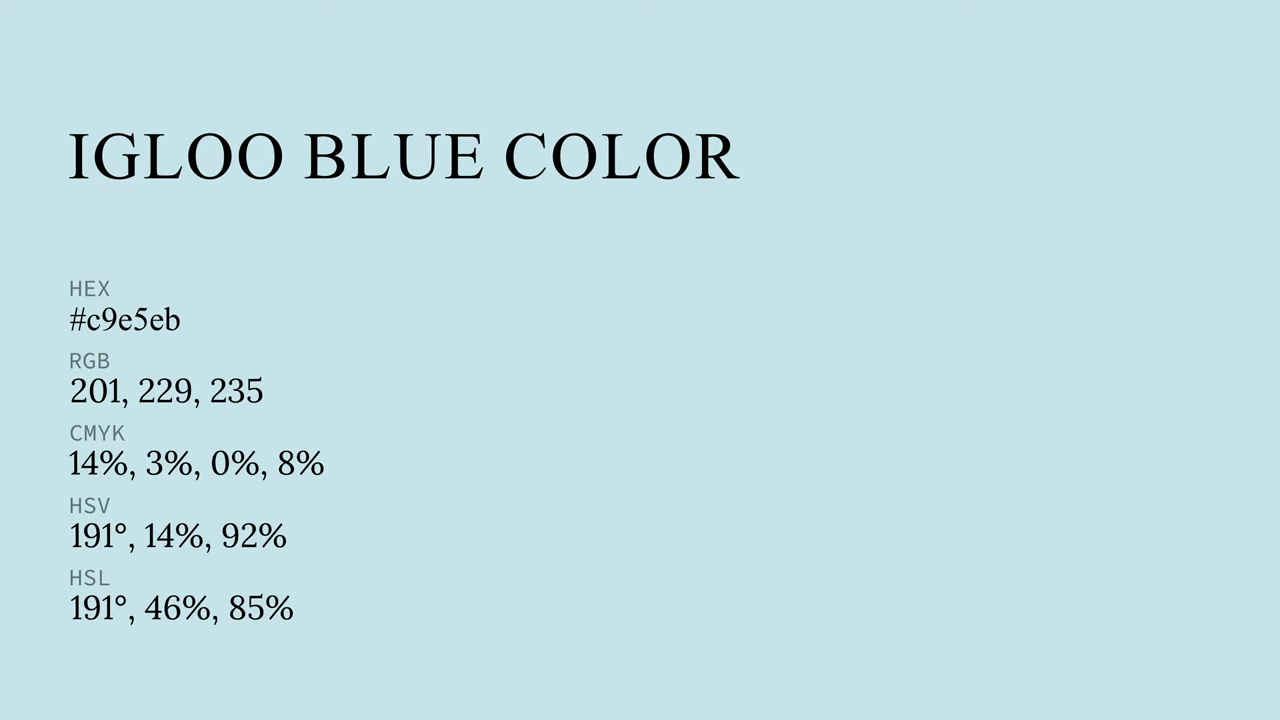 IGLOO BLUE COLOR
HEX
#c9e5eb
RGB
201, 229, 235
CMYK
14%, 3%, 0%, 8%
HSV
191°, 14%, 92%
HSL
191°, 46%, 85%